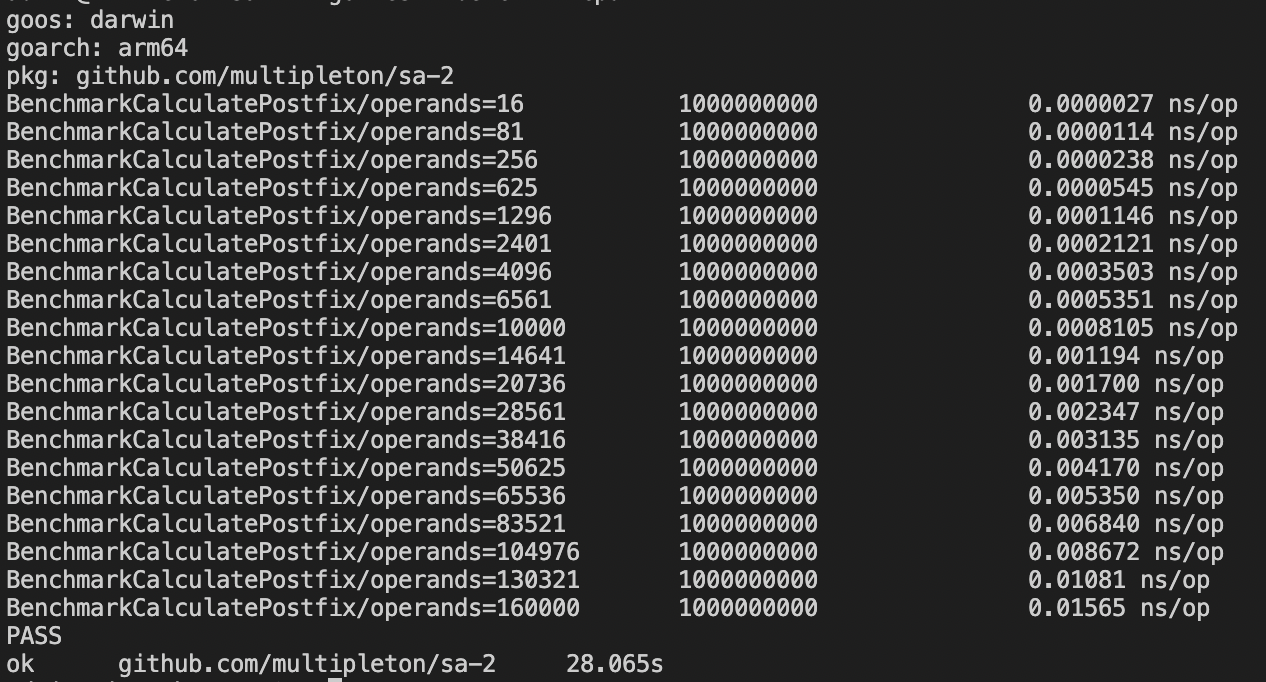 goos: darwin
goarch: arm64
pkg: github.com/multipleton/sa-2
BenchmarkCalculatePostfix/operands=16 1000000000 0.0000027 ns/op
BenchmarkCalculatePostfix/operands=81 1000000000 0.0000114 ns/op
BenchmarkCalculatePostfix/operands=256 1000000000 0.0000238 ns/op
BenchmarkCalculatePostfix/operands=625 1000000000 0.0000545 ns/op
BenchmarkCalculatePostfix/operands=1296 1000000000 0.0001146 ns/op
BenchmarkCalculatePostfix/operands=2401 1000000000 0.0002121 ns/op
BenchmarkCalculatePostfix/operands=4096 1000000000 0.0003503 ns/op
BenchmarkCalculatePostfix/operands=6561 1000000000 0.0005351 ns/op
BenchmarkCalculatePostfix/operands=10000 1000000000 0.0008105 ns/op
BenchmarkCalculatePostfix/operands=14641 1000000000 0.001194 ns/op
BenchmarkCalculatePostfix/operands=20736 1000000000 0.001700 ns/op
BenchmarkCalculatePostfix/operands=28561 1000000000 0.002347 ns/op
BenchmarkCalculatePostfix/operands=38416 1000000000 0.003135 ns/op
BenchmarkCalculatePostfix/operands=50625 1000000000 0.004170 ns/op
BenchmarkCalculatePostfix/operands=65536 1000000000 0.005350 ns/op
BenchmarkCalculatePostfix/operands=83521 1000000000 0.006840 ns/op
BenchmarkCalculatePostfix/operands=104976 1000000000 0.008672 ns/op
BenchmarkCalculatePostfix/operands=130321 1000000000 0.01081 ns/op
BenchmarkCalculatePostfix/operands=160000 1000000000 0.01565 ns/op
PASS
ok github.com/multipleton/sa-2 28.065s